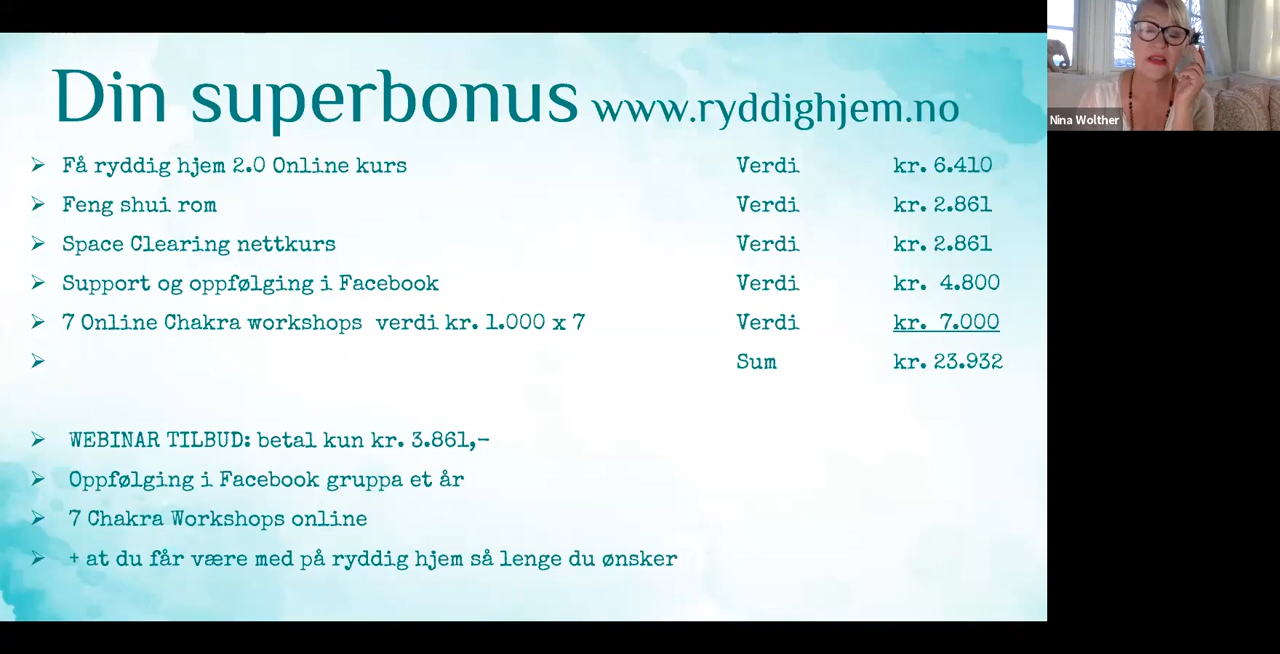 Din superbonus www.ryddighjem.no
Få ryddig hjem 2.0 Online kurs Verdi kr. 6.410
Feng shui rom Verdi kr. 2.861
Space Clearing nettkurs Verdi kr. 2.861
Support og oppfølging i Facebook Verdi kr. 4.800
7 Online Chakra workshops verdi kr. 1.000 x 7 Verdi kr. 7.000
Sum kr. 23.932
WEBINAR TILBUD: betal kun kr. 3.861,-
Oppfølging i Facebook gruppa et år
7 Chakra Workshops online
+ at du får være med på ryddig hjem så lenge du ønsker
Nina Wolther